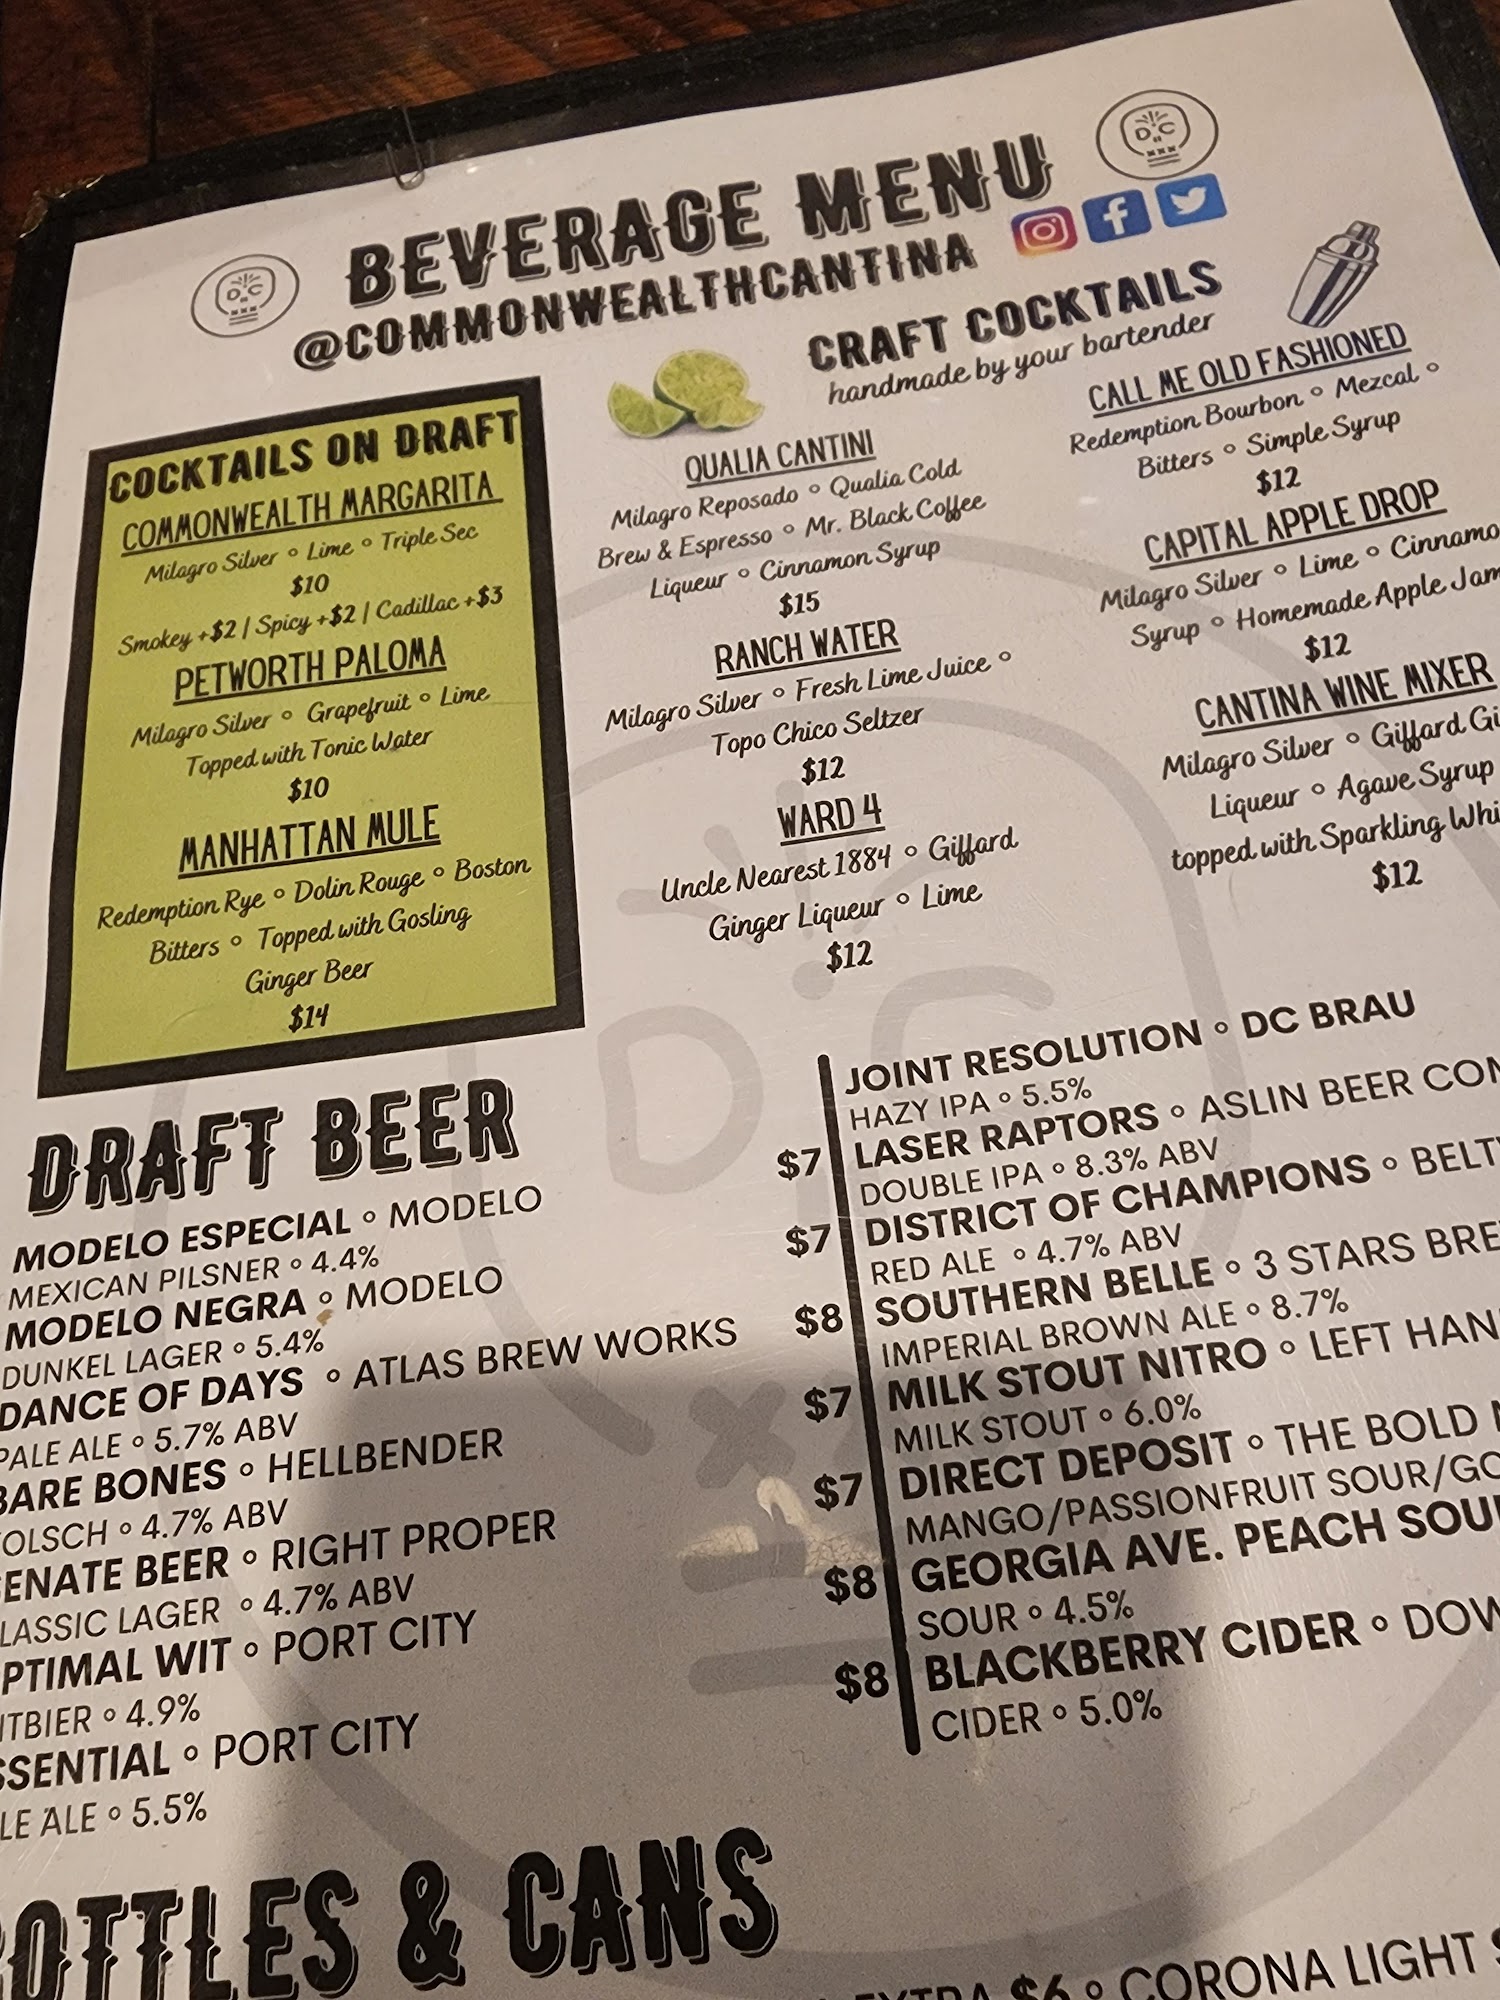 BEVERAGE MENU
@COMMONWEALTHCANTINA
D C
D C
COCKTAILS ON DRAFT
COMMONWEALTH MARGARITA
Milagro Silver ° Lime ° Triple Sec
$10
Smokey +$2 | Spicy +$2 | Cadillac +$3
PETWORTH PALOMA
Milagro Silver ° Grapefruit ° Lime
Topped with Tonic Water
$10
MANHATTAN MULE
Redemption Rye ° Dolin Rouge ° Boston
Bitters ° Topped with Gosling
Ginger Beer
$14
CRAFT COCKTAILS
handmade by your bartender
QUALIA CANTINI
Milagro Reposado ° Qualia Cold
Brew & Espresso ° Mr. Black Coffee
Liqueur ° Cinnamon Syrup
$15
RANCH WATER
Milagro Silver ° Fresh Lime Juice °
Topo Chico Seltzer
$12
WARD 4
Uncle Nearest 1884 ° Giffard
Ginger Liqueur ° Lime
$12
CALL ME OLD FASHIONED
Redemption Bourbon ° Mezcal °
Bitters ° Simple Syrup
$12
CAPITAL APPLE DROP
Milagro Silver ° Lime ° Cinnamo
Syrup ° Homemade Apple Jam
$12
CANTINA WINE MIXER
Milagro Silver ° Giffard Gi
Liqueur ° Agave Syrup
topped with Sparkling Whi
$12
DRAFT BEER
MODELO ESPECIAL ° MODELO
MEXICAN PILSNER ° 4.4%
$7
MODELO NEGRA ° MODELO
DUNKEL LAGER ° 5.4%
$7
DANCE OF DAYS ° ATLAS BREW WORKS
PALE ALE ° 5.7% ABV
$8
BARE BONES ° HELLBENDER
OLSCH ° 4.7% ABV
$7
ENATE BEER ° RIGHT PROPER
LASSIC LAGER ° 4.7% ABV
$7
PTIMAL WIT ° PORT CITY
ITBIER ° 4.9%
$8
SSENTIAL ° PORT CITY
LE ALE ° 5.5%
$8
JOINT RESOLUTION ° DC BRAU
HAZY IPA ° 5.5%
LASER RAPTORS ° ASLIN BEER CON
DOUBLE IPA ° 8.3% ABV
DISTRICT OF CHAMPIONS ° BELT
RED ALE ° 4.7% ABV
SOUTHERN BELLE ° 3 STARS BRE
IMPERIAL BROWN ALE ° 8.7%
MILK STOUT NITRO ° LEFT HAN
MILK STOUT ° 6.0%
DIRECT DEPOSIT ° THE BOLD
MANGO/PASSIONFRUIT SOUR/GO
GEORGIA AVE. PEACH SOU
SOUR ° 4.5%
BLACKBERRY CIDER ° DOW
CIDER ° 5.0%
BOTTLES & CANS
EXTRA $6 ° CORONA LIGHT